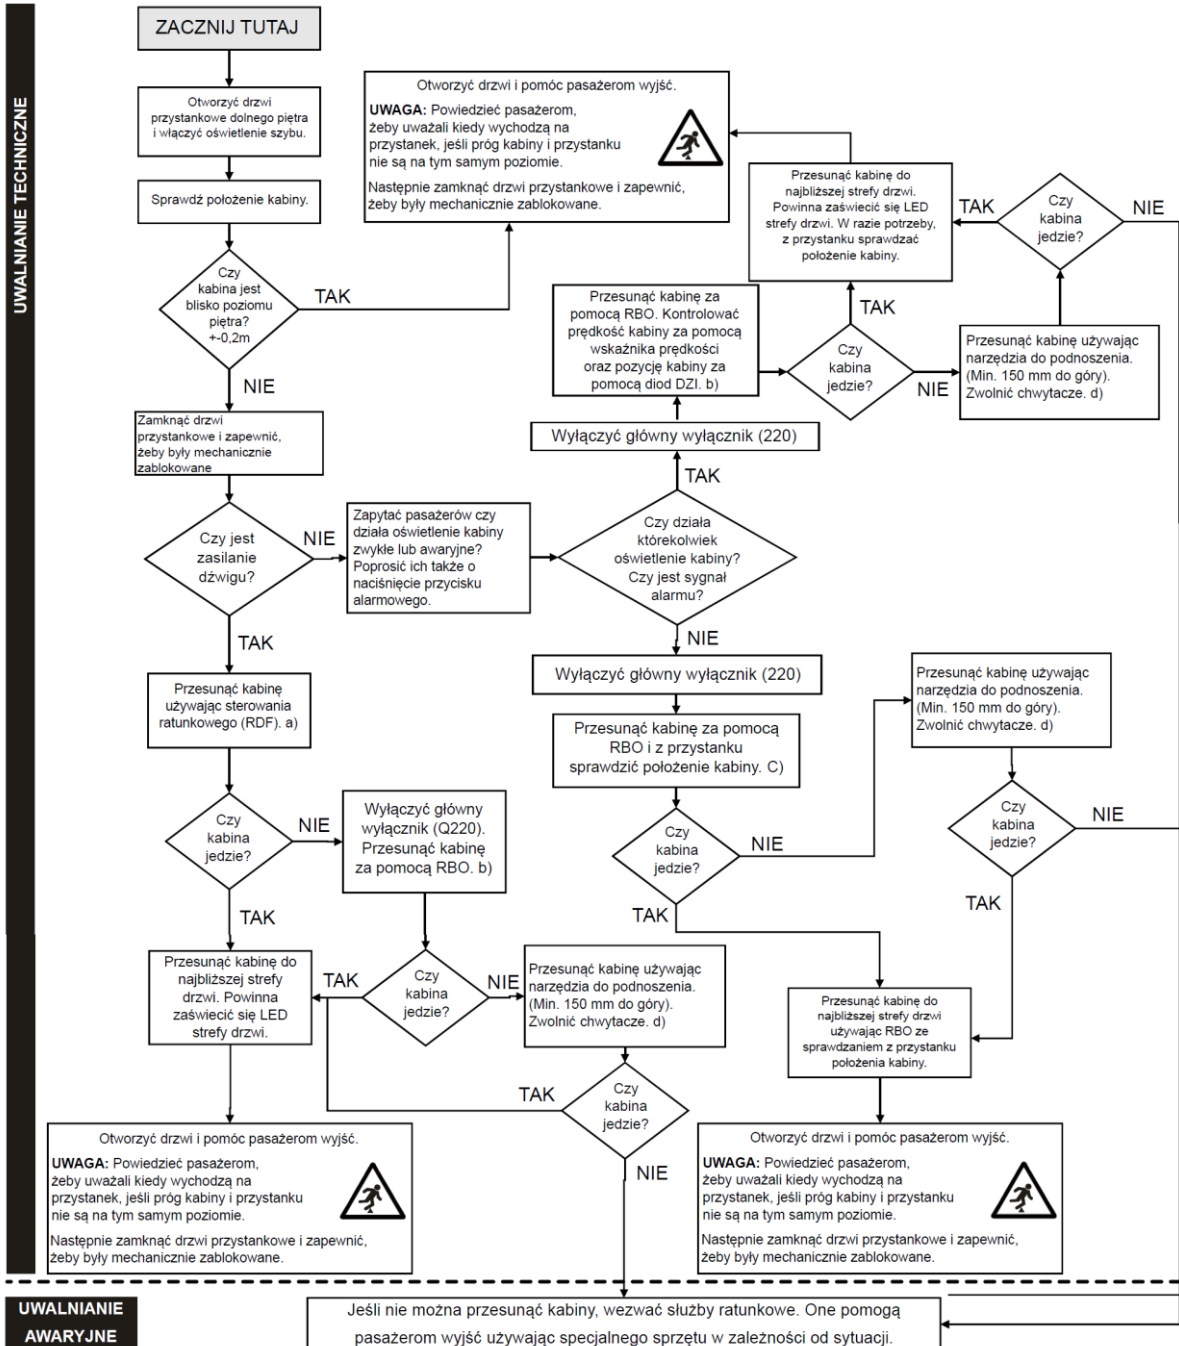 UWALNIANIE TECHNICZNE
ZACZNIJ TUTAJ
Otworzyć drzwi
przystankowe dolnego piętra
i włączyć oświetlenie szybu.
Sprawdź położenie kabiny.
Czy
kabina jest
blisko poziomu
piętra?
+-0,2m
TAK
NIE
Otworzyć drzwi i pomóc pasażerom wyjść.
UWAGA: Powiedzieć pasażerom,
żeby uważali kiedy wychodzą na
przystanek, jeśli próg kabiny i przystanku
nie są na tym samym poziomie.
Następnie zamknąć drzwi przystankowe i zapewnić,
żeby były mechanicznie zablokowane.
Przesunąć kabinę do
najbliższej strefy drzwi.
Powinna zaświecić się LED
strefy drzwi. W razie potrzeby,
z przystanku sprawdzać
położenie kabiny.
TAK
Czy
kabina
jedzie?
NIE
Przesunąć kabinę za
pomocą RBO. Kontrolować
prędkość kabiny za pomocą
wskaźnika prędkości
oraz pozycję kabiny za
pomocą diod DZI. b)
TAK
Czy
kabina
jedzie?
NIE
Przesunąć kabinę używając
narzędzia do podnoszenia.
(Min. 150 mm do góry).
Zwolnić chwytacze. d)
Wyłączyć główny wyłącznik (220)
TAK
Zamknąć drzwi
przystankowe i zapewnić,
żeby były mechanicznie
zablokowane
Czy jest
zasilanie
dźwigu?
NIE
Zapytać pasażerów czy
działa oświetlenie kabiny
zwykłe lub awaryjne?
Poprosić ich także o
naciśnięcie przycisku
alarmowego.
Czy działa
którekolwiek
oświetlenie kabiny?
Czy jest sygnał
alarmu?
TAK
NIE
Wyłączyć główny wyłącznik (220)
Przesunąć kabinę
używając sterowania
ratunkowego (RDF). a)
Przesunąć kabinę za pomocą
RBO i z przystanku
sprawdzić położenie kabiny. C)
Przesunąć kabinę używając
narzędzia do podnoszenia.
(Min. 150 mm do góry).
Zwolnić chwytacze. d)
Czy
kabina
jedzie?
NIE
TAK
Wyłączyć główny
wyłącznik (Q220).
Przesunąć kabinę
za pomocą RBO. b)
Czy
kabina
jedzie?
NIE
TAK
Czy
kabina
jedzie?
NIE
TAK
Przesunąć kabinę do
najbliższej strefy
drzwi. Powinna
zaświecić się LED
strefy drzwi.
TAK
Czy
kabina
jedzie?
NIE
Przesunąć kabinę używając
narzędzia do podnoszenia.
(Min. 150 mm do góry).
Zwolnić chwytacze. d)
Przesunąć kabinę do
najbliższej strefy drzwi
używając RBO ze
sprawdzaniem z przystanku
położenia kabiny.
TAK
Czy
kabina
jedzie?
NIE
Otworzyć drzwi i pomóc pasażerom wyjść.
UWAGA: Powiedzieć pasażerom,
żeby uważali kiedy wychodzą na
przystanek, jeśli próg kabiny i przystanku
nie są na tym samym poziomie.
Następnie zamknąć drzwi przystankowe i zapewnić,
żeby były mechanicznie zablokowane.
Otworzyć drzwi i pomóc pasażerom wyjść.
UWAGA: Powiedzieć pasażerom,
żeby uważali kiedy wychodzą na
przystanek, jeśli próg kabiny i przystanku
nie są na tym samym poziomie.
Następnie zamknąć drzwi przystankowe i zapewnić,
żeby były mechanicznie zablokowane.
UWALNIANIE
AWARYJNE
Jeśli nie można przesunąć kabiny, wezwać służby ratunkowe. One pomogą
pasażerom wyjść używając specjalnego sprzętu w zależności od sytuacji.